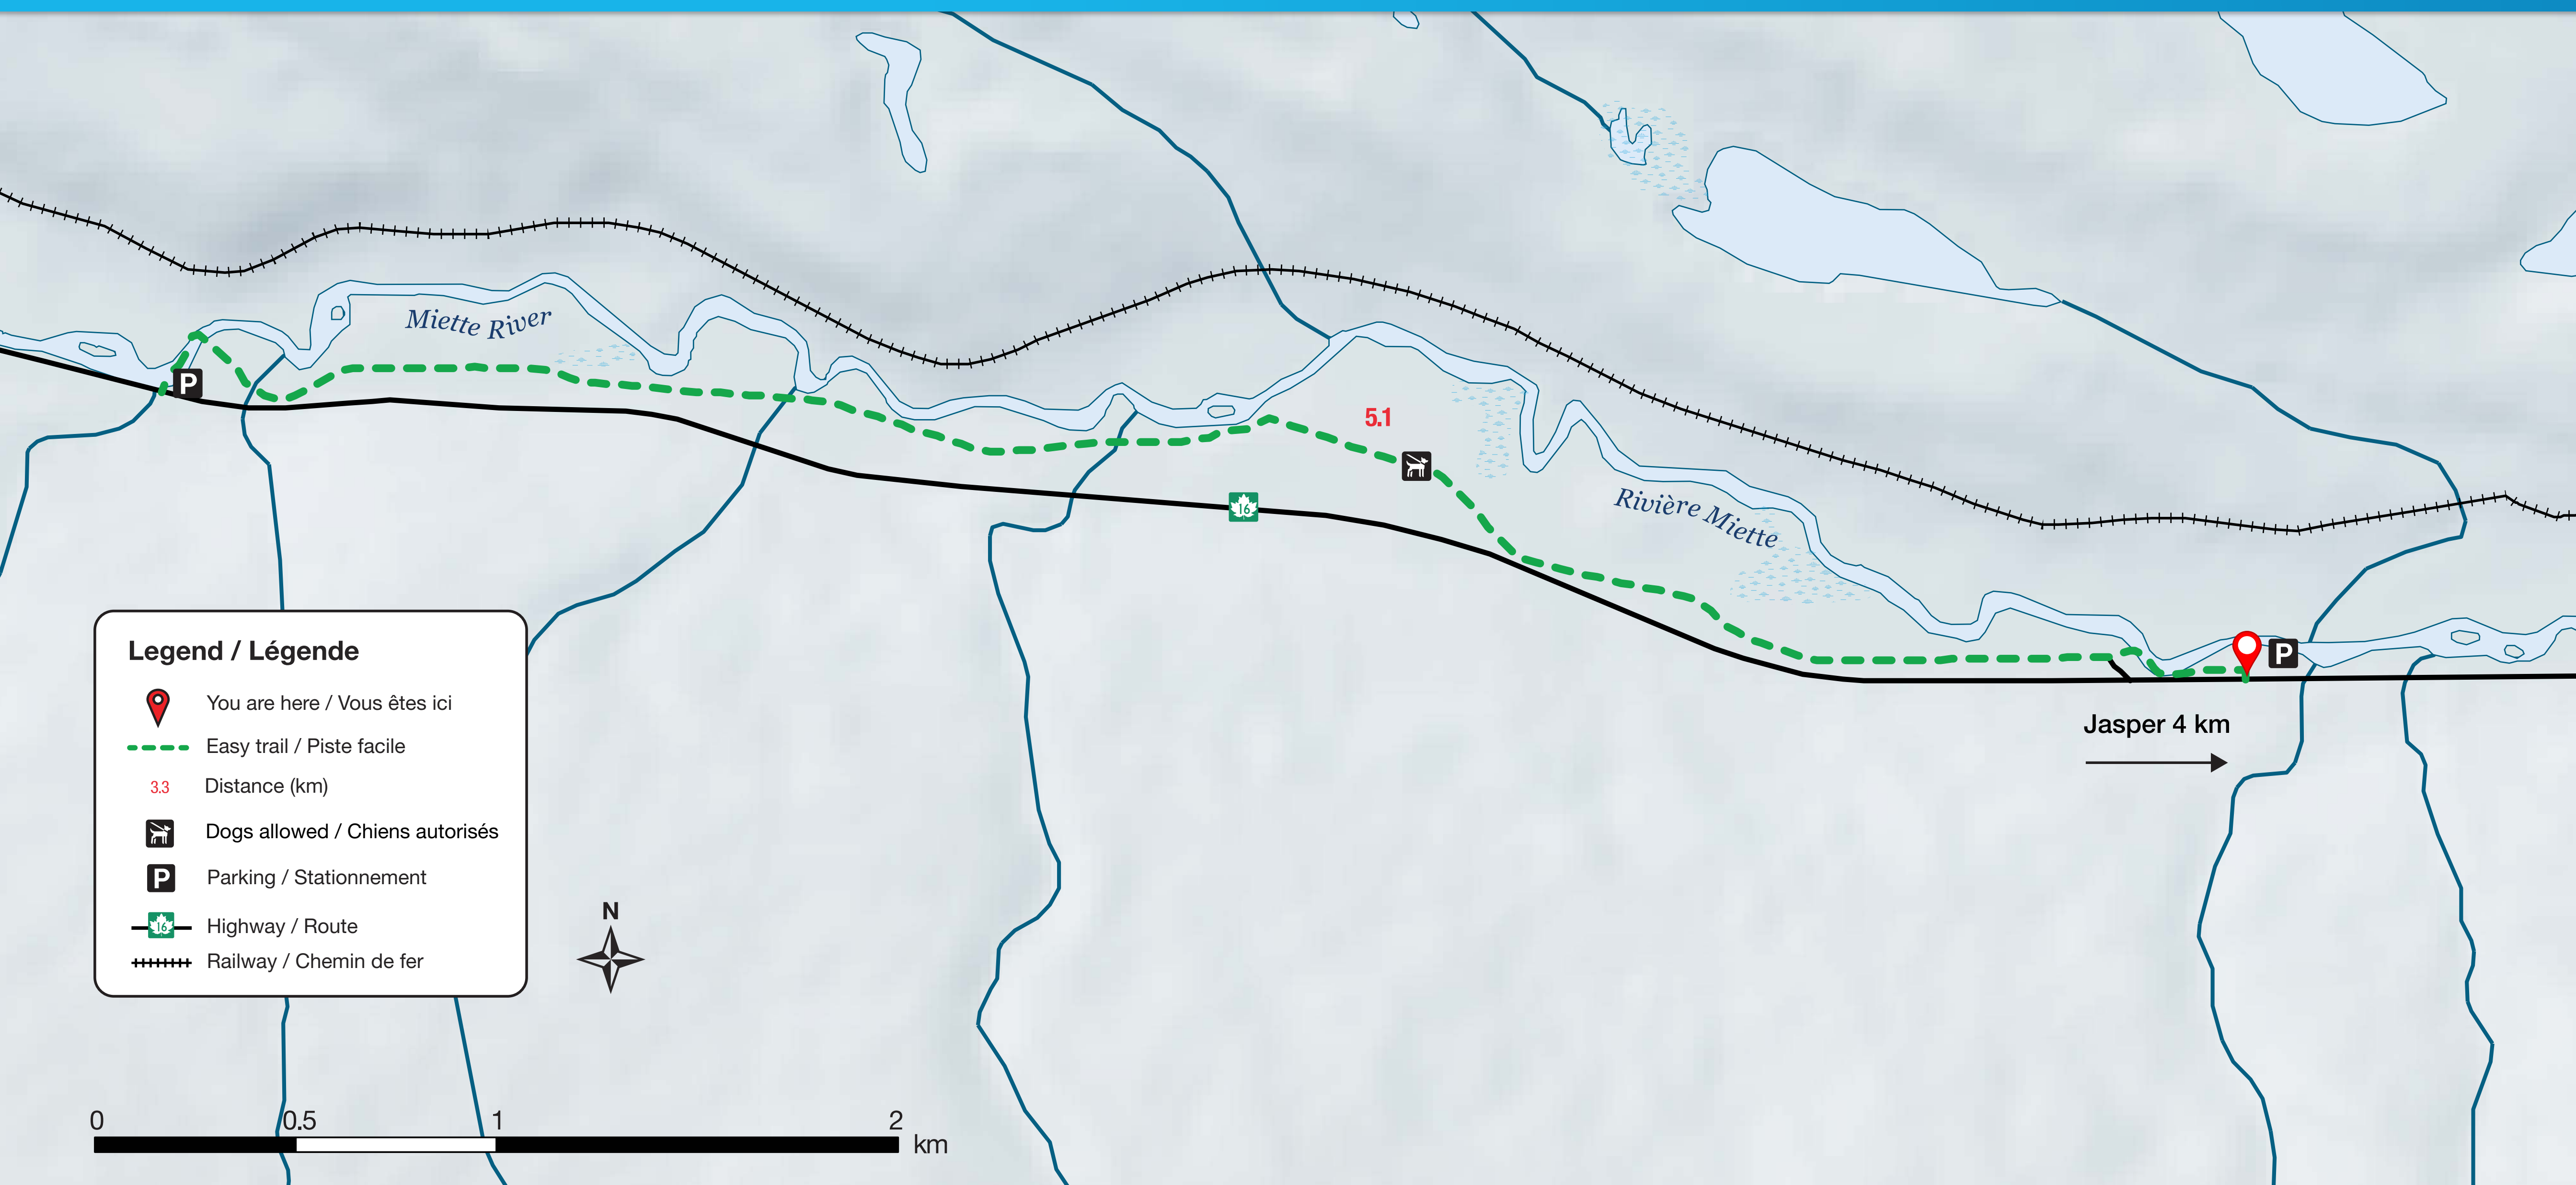 Miette River
P
5.1
16
Rivière Miette
P
Jasper 4 km
Legend / Légende
You are here / Vous êtes ici
Easy trail / Piste facile
3.3 Distance (km)
Dogs allowed / Chiens autorisés
P Parking / Stationnement
16 Highway / Route
Railway / Chemin de fer
N
0 0.5 1 2
km